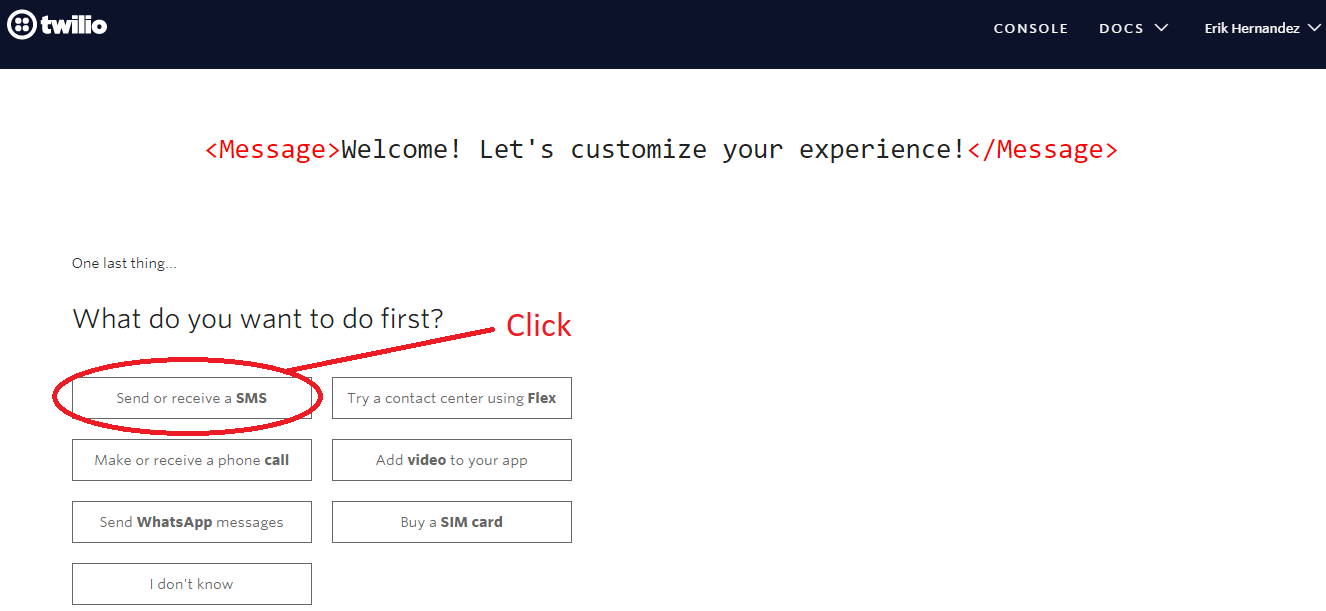 twilio
CONSOLE DOCS Erik Hernandez
<Message>Welcome! Let's customize your experience!</Message>
One last thing...
What do you want to do first?
Click
Send or receive a SMS
Try a contact center using Flex
Make or receive a phone call
Add video to your app
Send WhatsApp messages
Buy a SIM card
I don't know